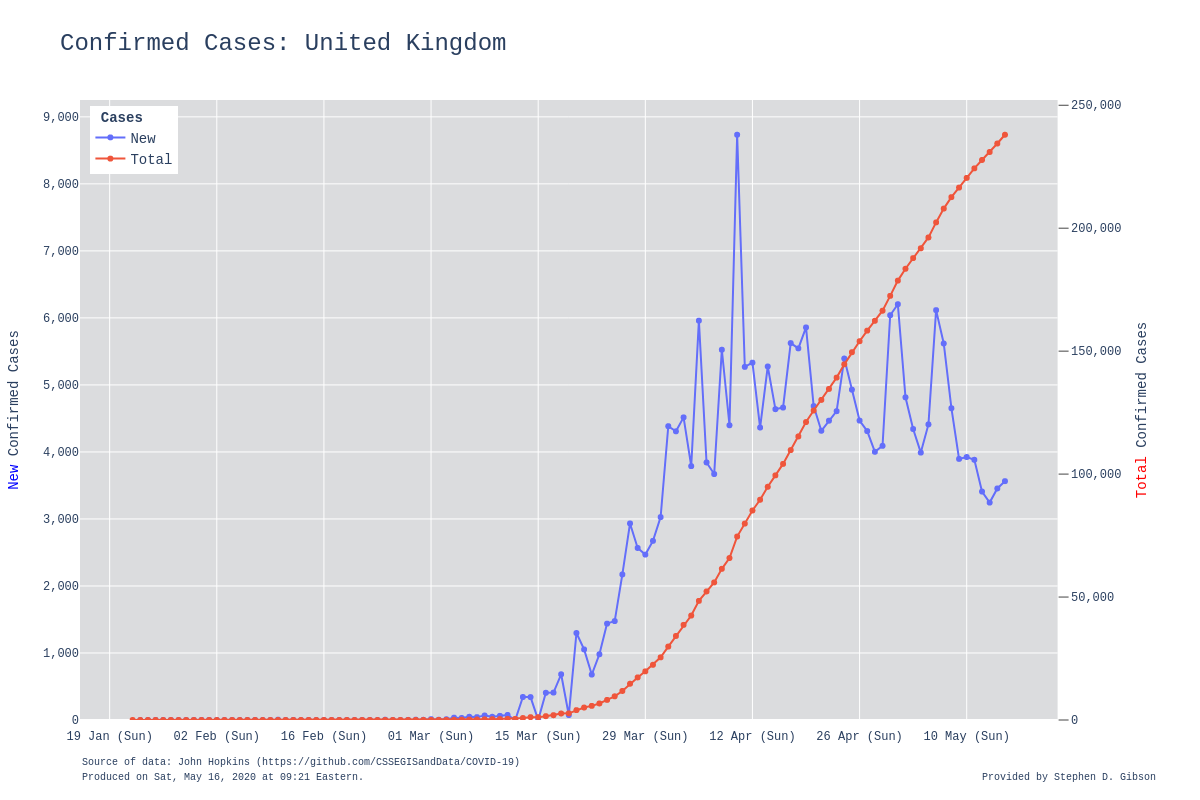 Confirmed Cases: United Kingdom
Cases
New
Total
9,000
8,000
7,000
6,000
5,000
4,000
3,000
2,000
1,000
0
New Confirmed Cases
250,000
200,000
150,000
100,000
50,000
0
Total Confirmed Cases
19 Jan (Sun) 02 Feb (Sun) 16 Feb (Sun) 01 Mar (Sun) 15 Mar (Sun) 29 Mar (Sun) 12 Apr (Sun) 26 Apr (Sun) 10 May (Sun)
Source of data: John Hopkins (https://github.com/CSSEGISandData/COVID-19)
Produced on Sat, May 16, 2020 at 09:21 Eastern.
Provided by Stephen D. Gibson